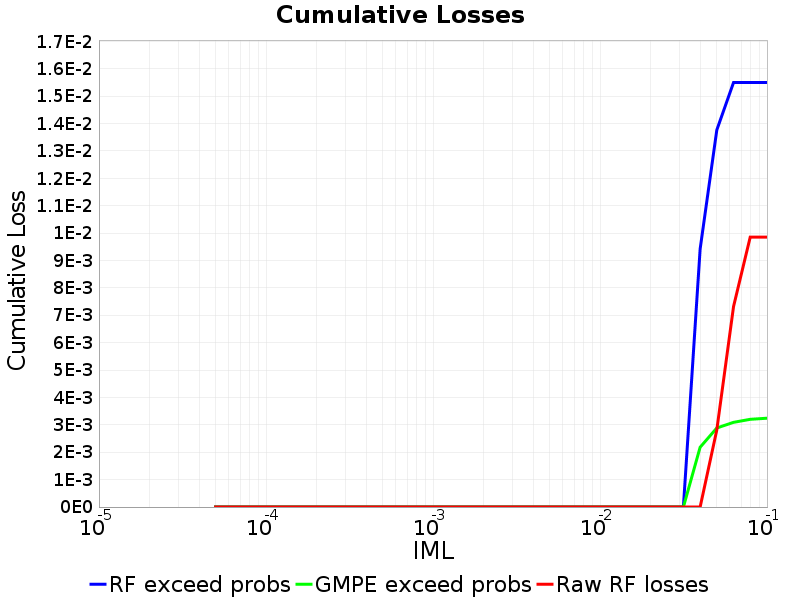 Cumulative Losses
Cumulative Loss
1.7E-2
1.6E-2
1.5E-2
1.4E-2
1.3E-2
1.2E-2
1.1E-2
1E-2
9E-3
8E-3
7E-3
6E-3
5E-3
4E-3
3E-3
2E-3
1E-3
0E0
10-5 10-4 10-3 10-2 10-1
IML
RF exceed probs GMPE exceed probs Raw RF losses